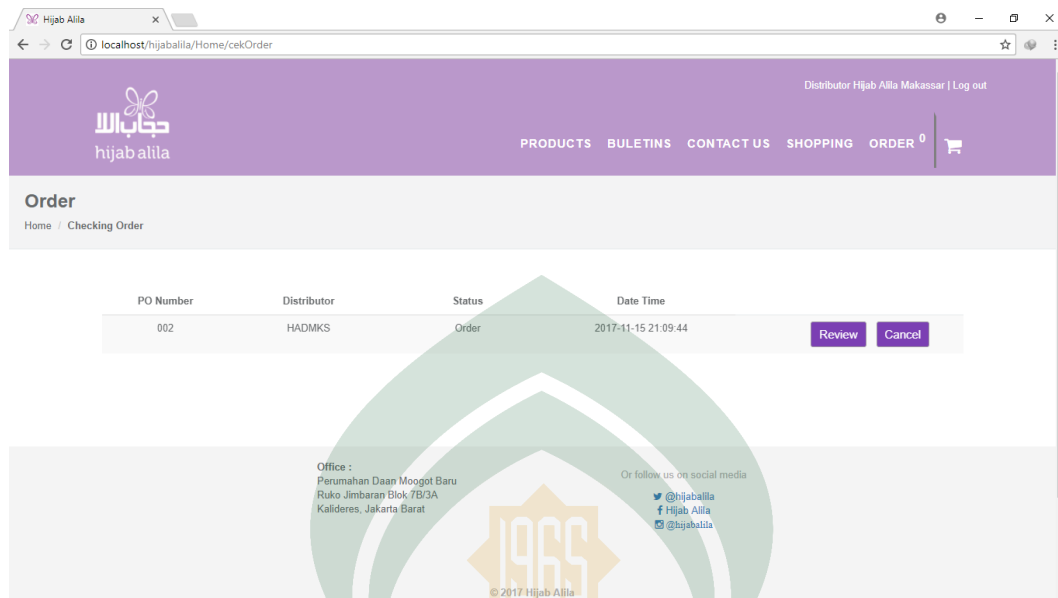 Hijab Alila
localhost/hijabalila/Home/cekOrder
Distributor Hijab Alila Makassar | Log out
حجاب الا
hijab alila
PRODUCTS BULETINS CONTACT US SHOPPING ORDER 0
Order
Home / Checking Order
PO Number Distributor Status Date Time
002 HADMKS Order 2017-11-15 21:09:44 Review Cancel
Office :
Perumahan Daan Moogot Baru
Ruko Jimbaran Blok 7B/3A
Kalideres, Jakarta Barat
Or follow us on social media
@hijabalila
Hijab Alila
@hijabalila
1965
© 2017 Hijab Alila